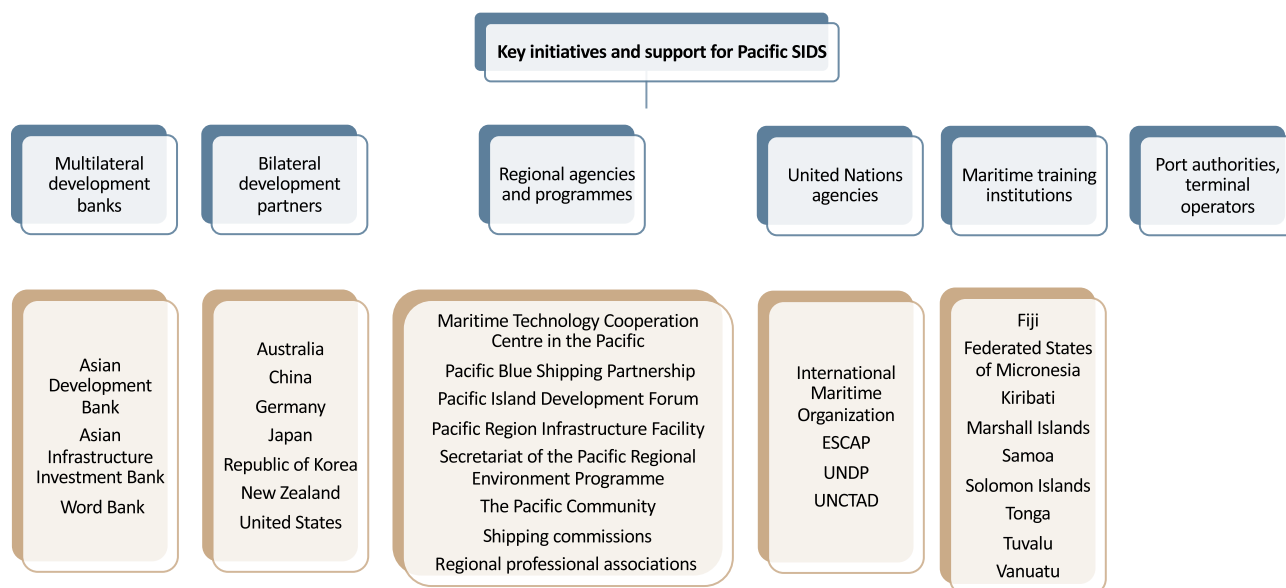 Key initiatives and support for Pacific SIDS
Multilateral
development
banks
Bilateral
development
partners
Regional agencies
and programmes
United Nations
agencies
Maritime training
institutions
Port authorities,
terminal
operators
Asian
Development
Bank
Asian
Infrastructure
Investment Bank
Word Bank
Australia
China
Germany
Japan
Republic of Korea
New Zealand
United States
Maritime Technology Cooperation
Centre in the Pacific
Pacific Blue Shipping Partnership
Pacific Island Development Forum
Pacific Region Infrastructure Facility
Secretariat of the Pacific Regional
Environment Programme
The Pacific Community
Shipping commissions
Regional professional associations
International
Maritime
Organization
ESCAP
UNDP
UNCTAD
Fiji
Federated States
of Micronesia
Kiribati
Marshall Islands
Samoa
Solomon Islands
Tonga
Tuvalu
Vanuatu